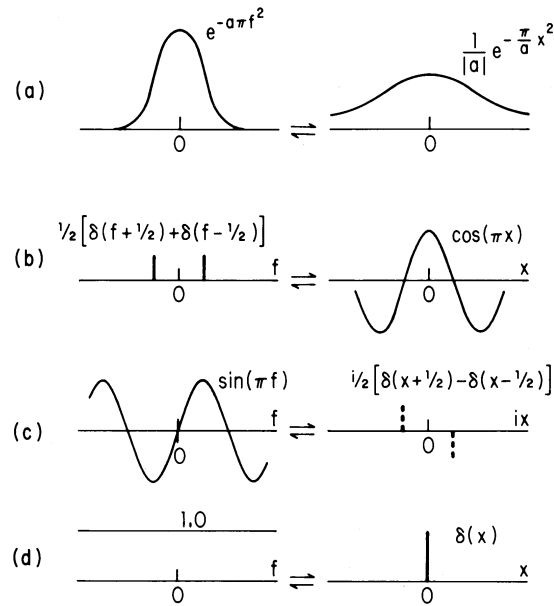 (a) e^{-aπf²} 1/|a| e^{-π/a x²}
0 ⇌ 0
(b) ½[δ(f+½)+δ(f-½)] cos(πx)
f ⇌ x
0 0
(c) sin(πf) i½[δ(x+½)-δ(x-½)]
f ⇌ ix
0 0
(d) 1.0 δ(x)
f ⇌ x
0 0